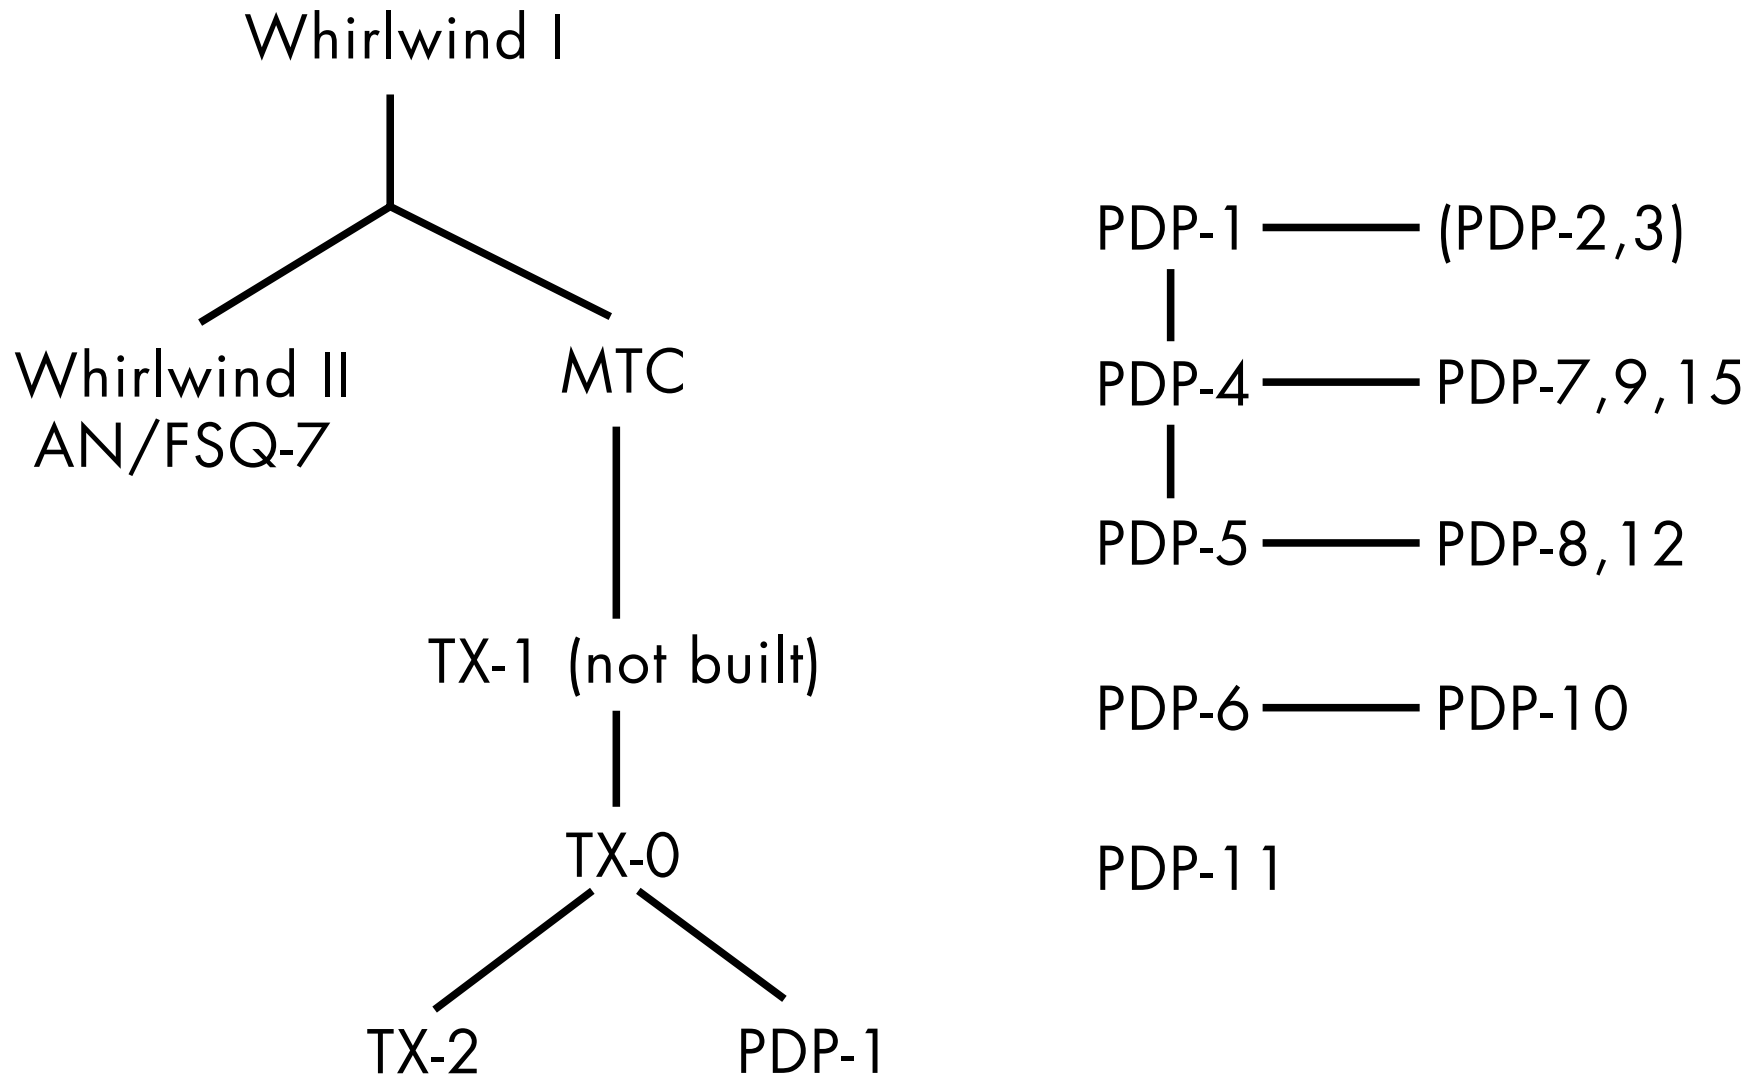 Whirlwind I
Whirlwind II
AN/FSQ-7
MTC
TX-1 (not built)
TX-0
TX-2
PDP-1
PDP-1
(PDP-2,3)
PDP-4
PDP-7,9,15
PDP-5
PDP-8,12
PDP-6
PDP-10
PDP-11